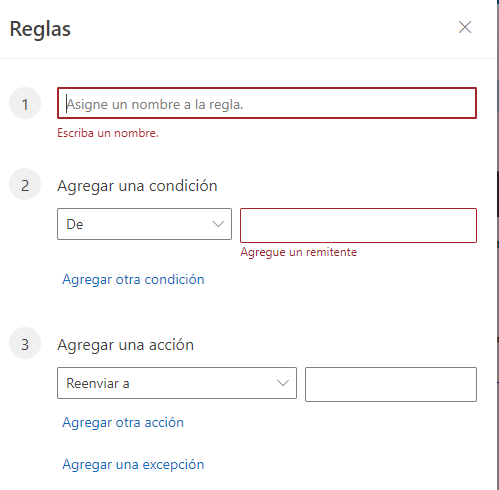 Reglas
1
Asigne un nombre a la regla.
Escriba un nombre.
2
Agregar una condición
De
Agregue un remitente
Agregar otra condición
3
Agregar una acción
Reenviar a
Agregar otra acción
Agregar una excepción